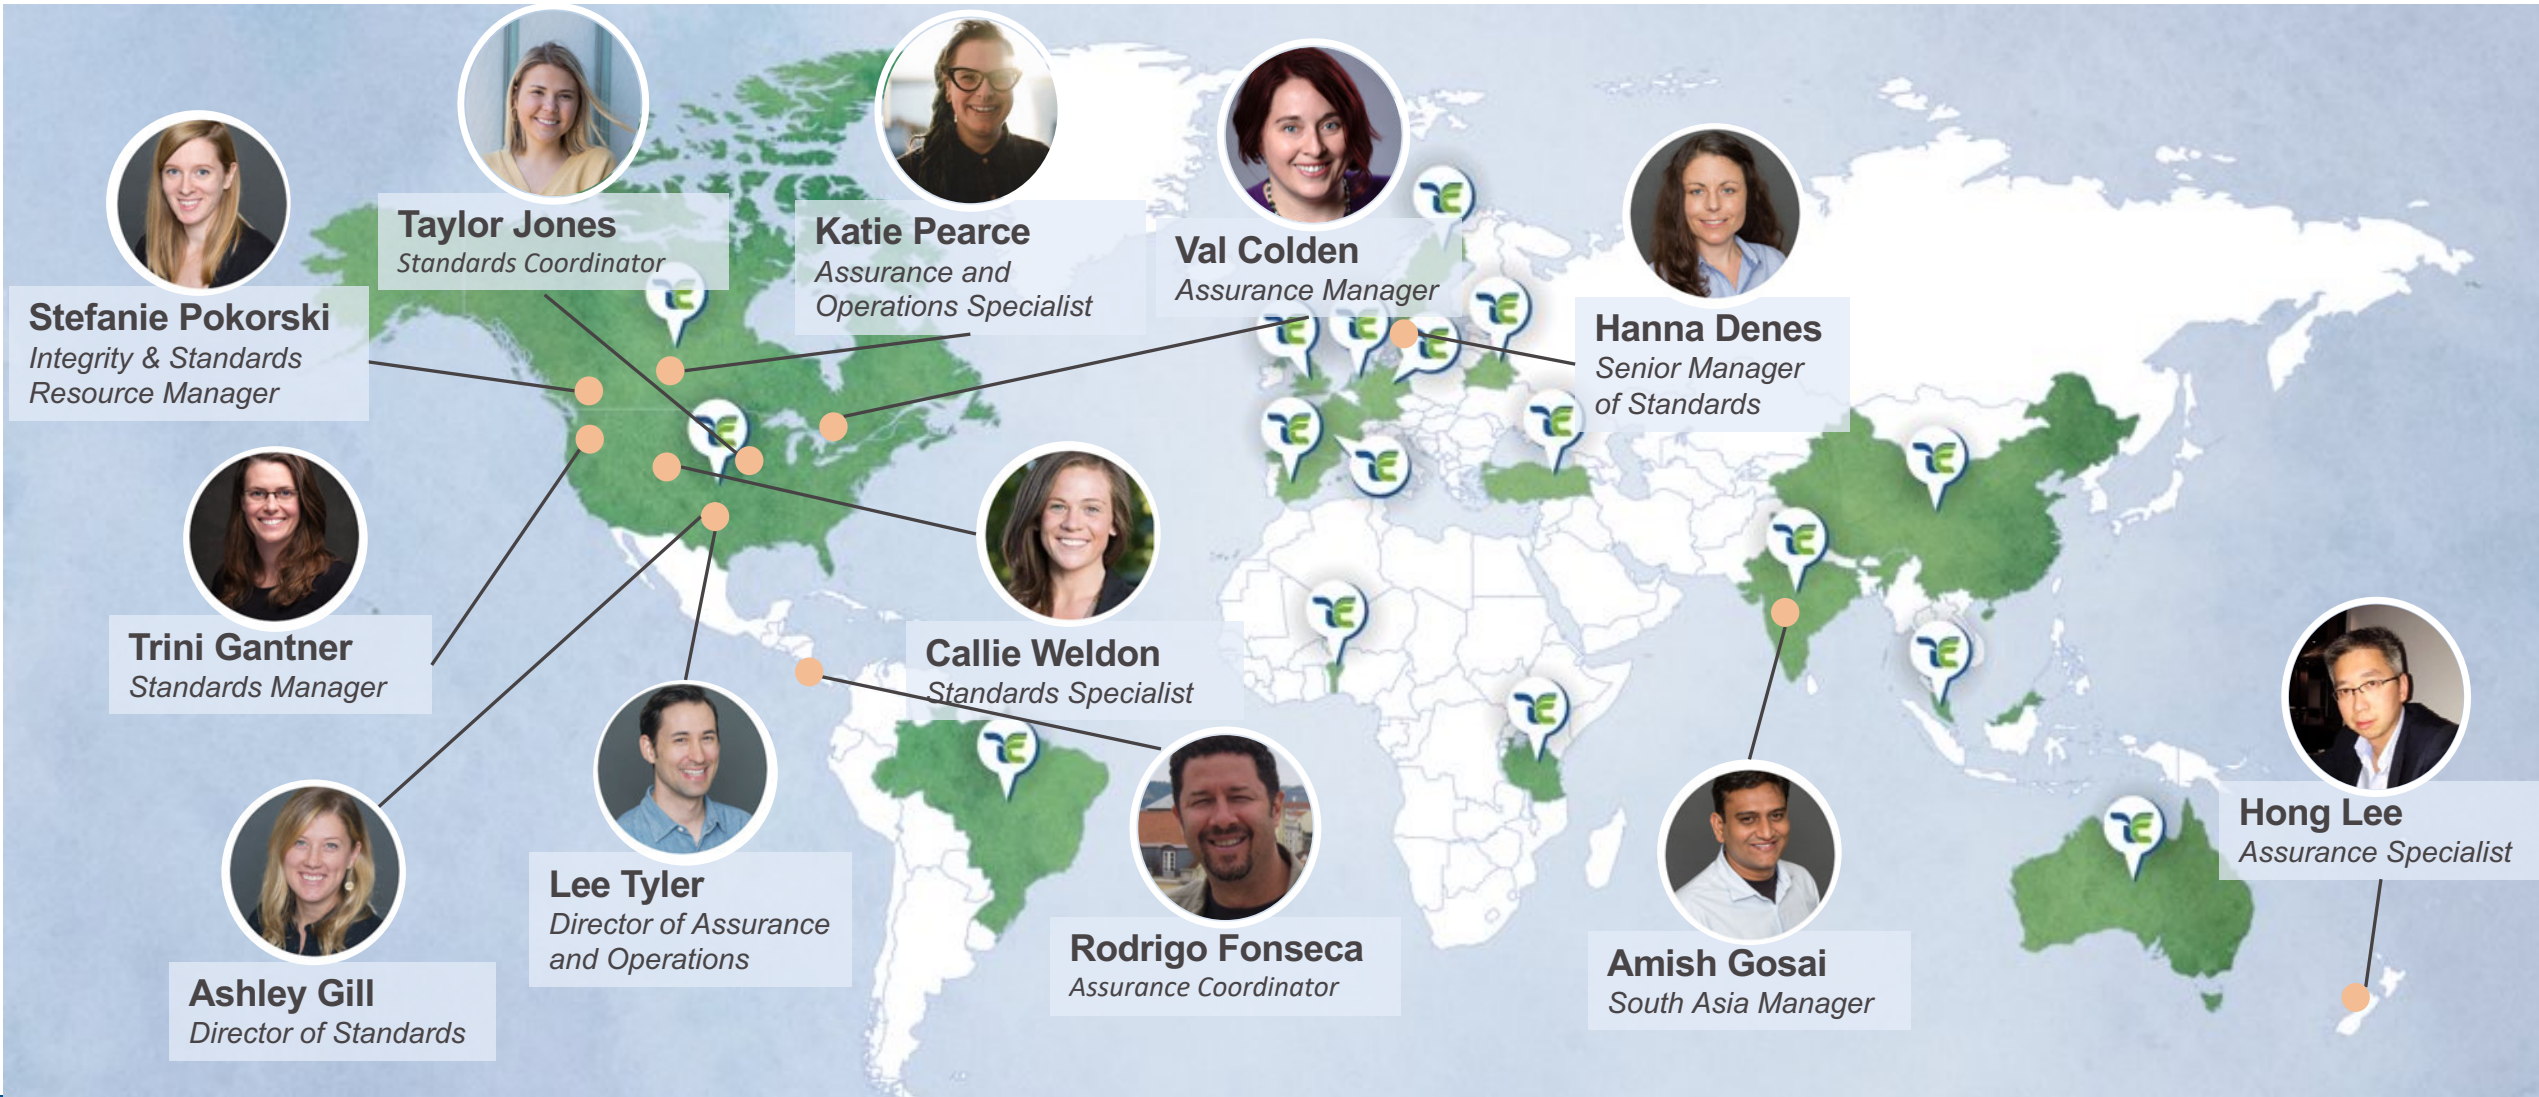 Taylor Jones
Standards Coordinator
Katie Pearce
Assurance and
Operations Specialist
Val Colden
Assurance Manager
Stefanie Pokorski
Integrity & Standards
Resource Manager
Hanna Denes
Senior Manager
of Standards
Trini Gantner
Standards Manager
Callie Weldon
Standards Specialist
Hong Lee
Assurance Specialist
Lee Tyler
Director of Assurance
and Operations
Rodrigo Fonseca
Assurance Coordinator
Amish Gosai
South Asia Manager
Ashley Gill
Director of Standards